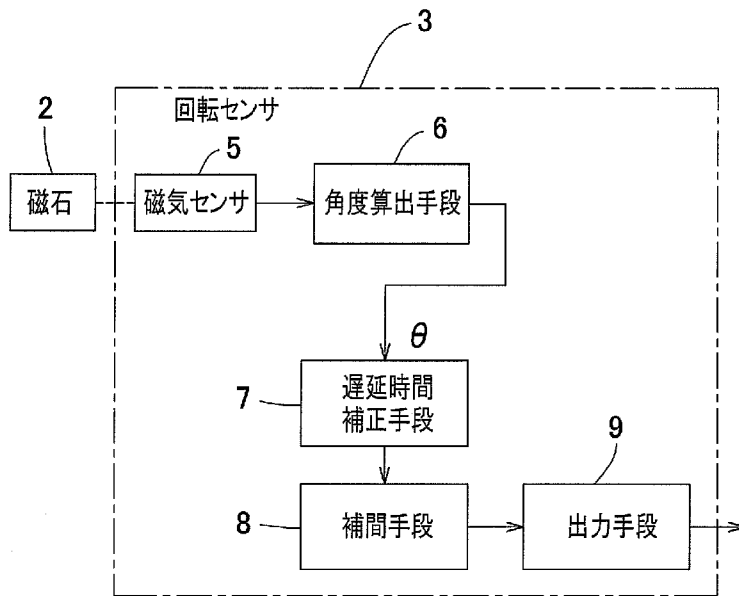 3
回転センサ
2
5
6
磁石
磁気センサ
角度算出手段
θ
7
遅延時間
補正手段
9
8
補間手段
出力手段